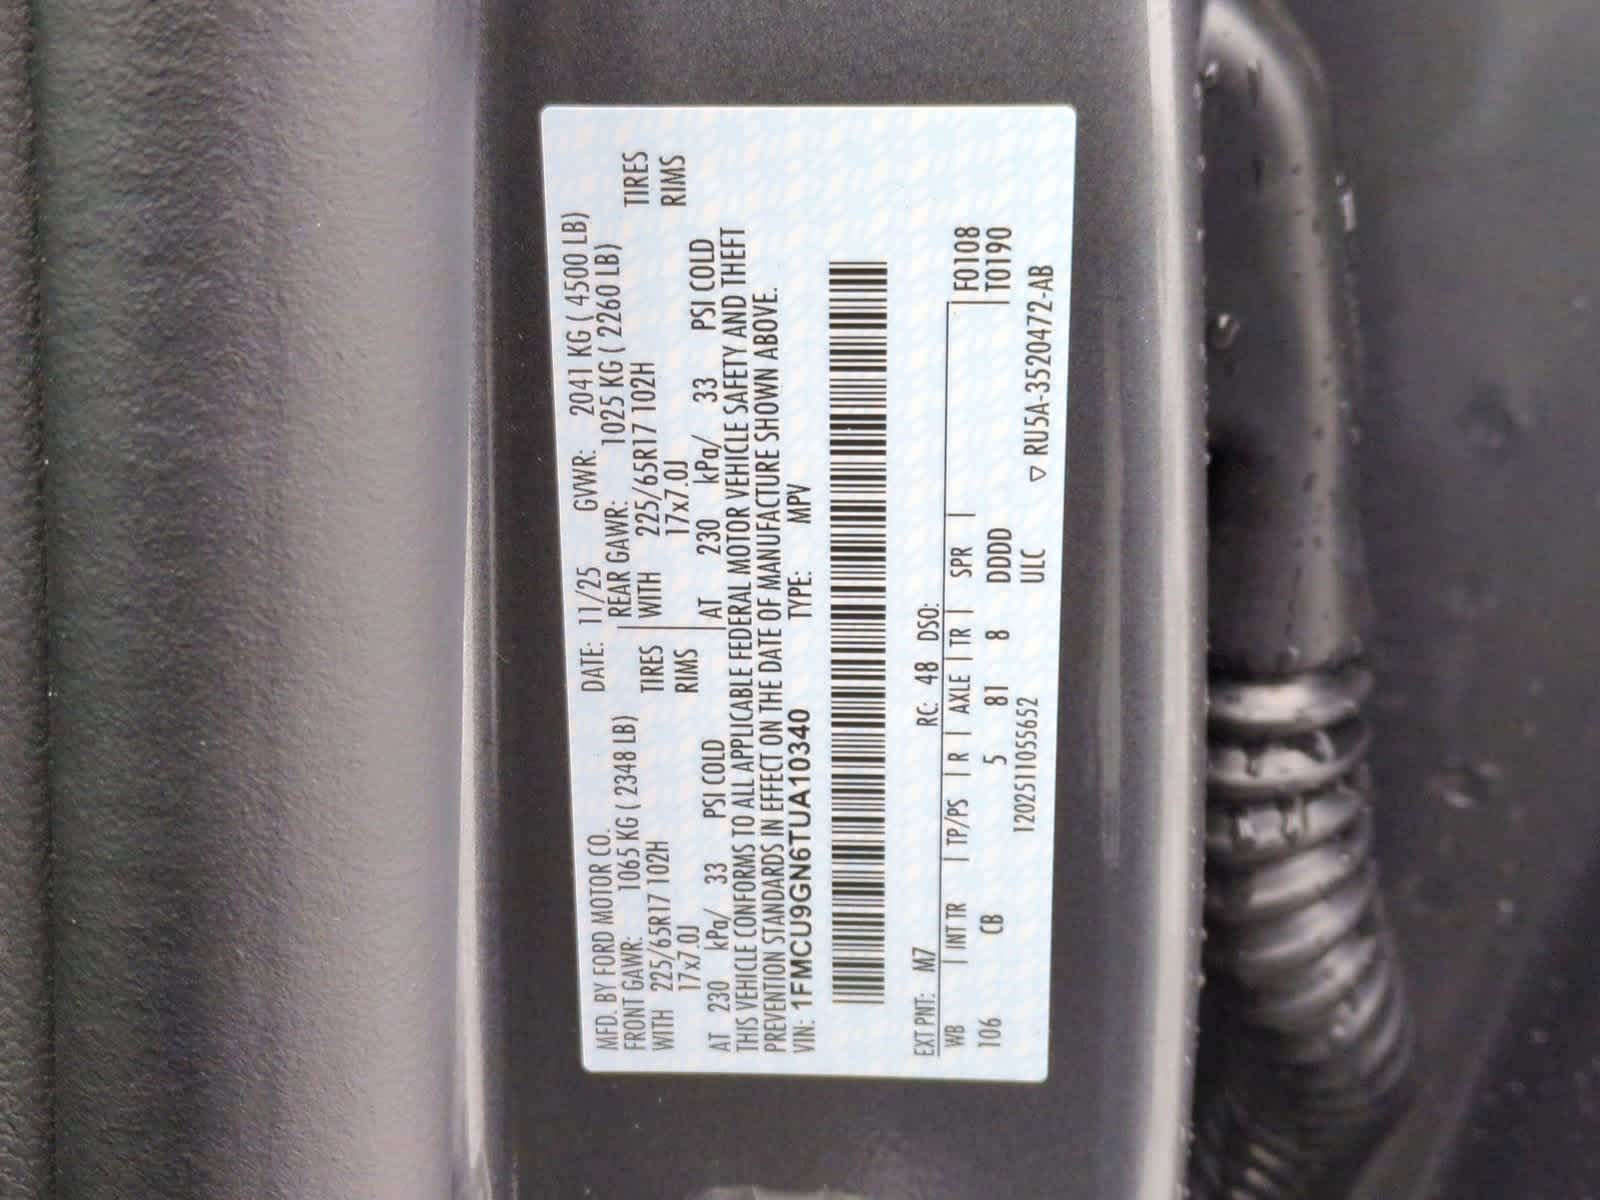 MFD. BY FORD MOTOR CO. DATE: 11/25 GVWR: 2041 KG ( 4500 LB)
FRONT GAWR: 1065 KG ( 2348 LB) REAR GAWR: 1025 KG ( 2260 LB)
WITH 225/65R17 102H TIRES WITH 225/65R17 102H TIRES
17x7.0J RIMS 17x7.0J RIMS
AT 230 kPa/ 33 PSI COLD AT 230 kPa/ 33 PSI COLD
THIS VEHICLE CONFORMS TO ALL APPLICABLE FEDERAL MOTOR VEHICLE SAFETY AND THEFT
PREVENTION STANDARDS IN EFFECT ON THE DATE OF MANUFACTURE SHOWN ABOVE.
VIN: 1FMCU9GN6TUA10340 TYPE: MPV
EXT PNT: M7 RC: 48 DSO:
WB INT TR TP/PS R AXLE TR SPR F0108
106 CB 5 81 8 DDDD T0190
1202511055652 ULC
▽ RU5A-3520472-AB